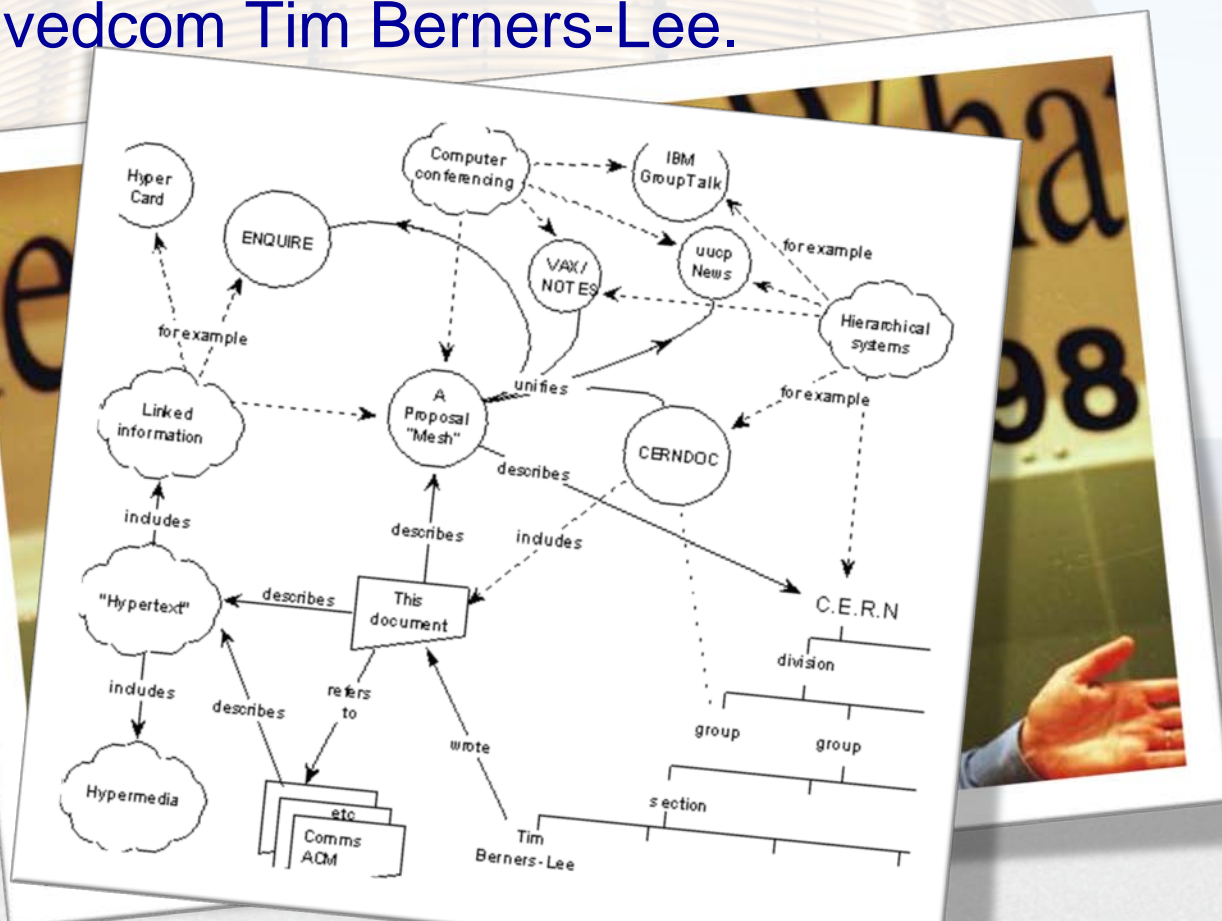 vedcom Tim Berners-Lee.
Hyper
Card
ENQUIRE
Computer
conferencing
IBM
GroupTalk
VAX/
NOTES
uucp
News
for example
Hierarchical
systems
for example
for example
Linked
information
A
Proposal
"Mesh"
unifies
CERNDOC
describes
includes
describes
includes
"Hypertext"
describes
This
document
C.E.R.N
division
includes
describes
refers
to
wrote
group
group
Hypermedia
etc
Comms
ACM
section
Tim
Berners-Lee
98